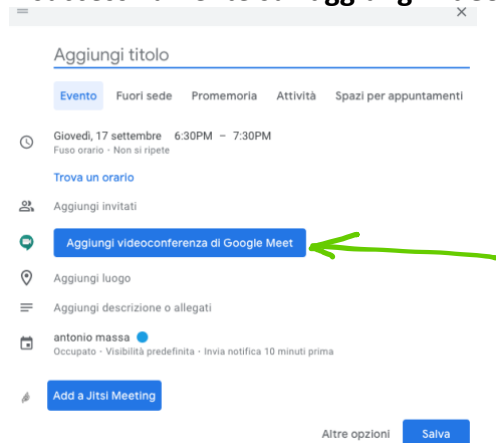 Aggiungi titolo
Evento Fuori sede Promemoria Attività Spazi per appuntamenti
Giovedì, 17 settembre 6:30PM – 7:30PM
Fuso orario · Non si ripete
Trova un orario
Aggiungi invitati
Aggiungi videoconferenza di Google Meet
Aggiungi luogo
Aggiungi descrizione o allegati
antonio massa
Occupato · Visibilità predefinita · Invia notifica 10 minuti prima
Add a Jitsi Meeting
Altre opzioni Salva